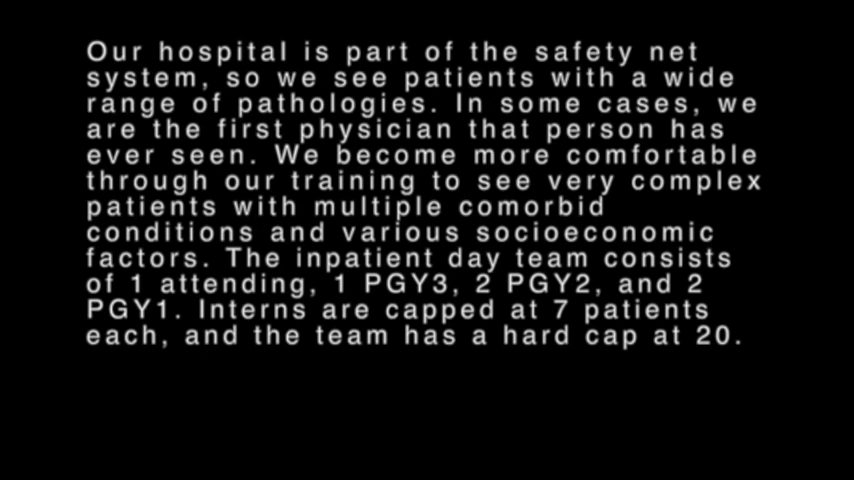 Our hospital is part of the safety net
system, so we see patients with a wide
range of pathologies. In some cases, we
are the first physician that person has
ever seen. We become more comfortable
through our training to see very complex
patients with multiple comorbid
conditions and various socioeconomic
factors. The inpatient day team consists
of 1 attending, 1 PGY3, 2 PGY2, and 2
PGY1. Interns are capped at 7 patients
each, and the team has a hard cap at 20.